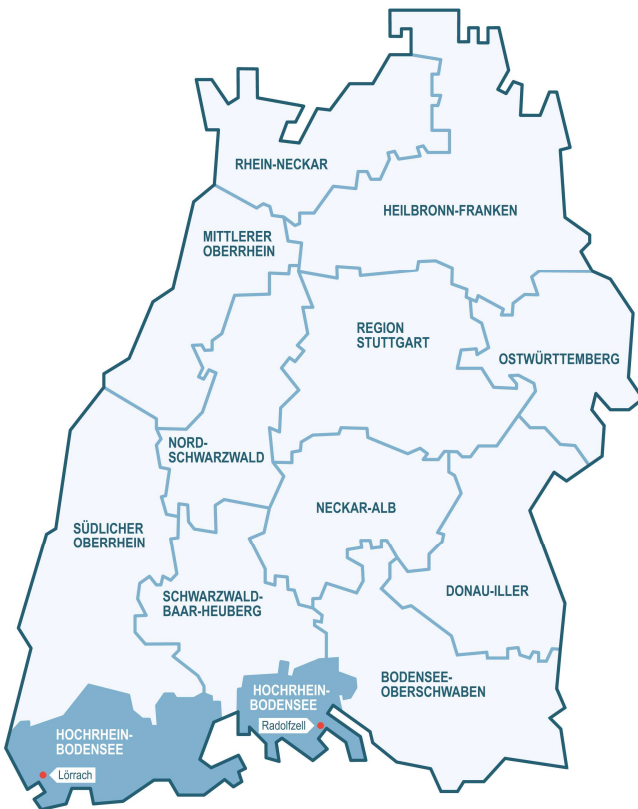 RHEIN-NECKAR
HEILBRONN-FRANKEN
MITTLERER
OBERRHEIN
REGION
STUTTGART
OSTWÜRTTEMBERG
NORD-
SCHWARZWALD
NECKAR-ALB
SÜDLICHER
OBERRHEIN
SCHWARZWALD-
BAAR-HEUBERG
DONAU-ILLER
BODENSEE-
OBERSCHWABEN
HOCHRHEIN-
BODENSEE
Radolfzell
HOCHRHEIN-
BODENSEE
Lörrach